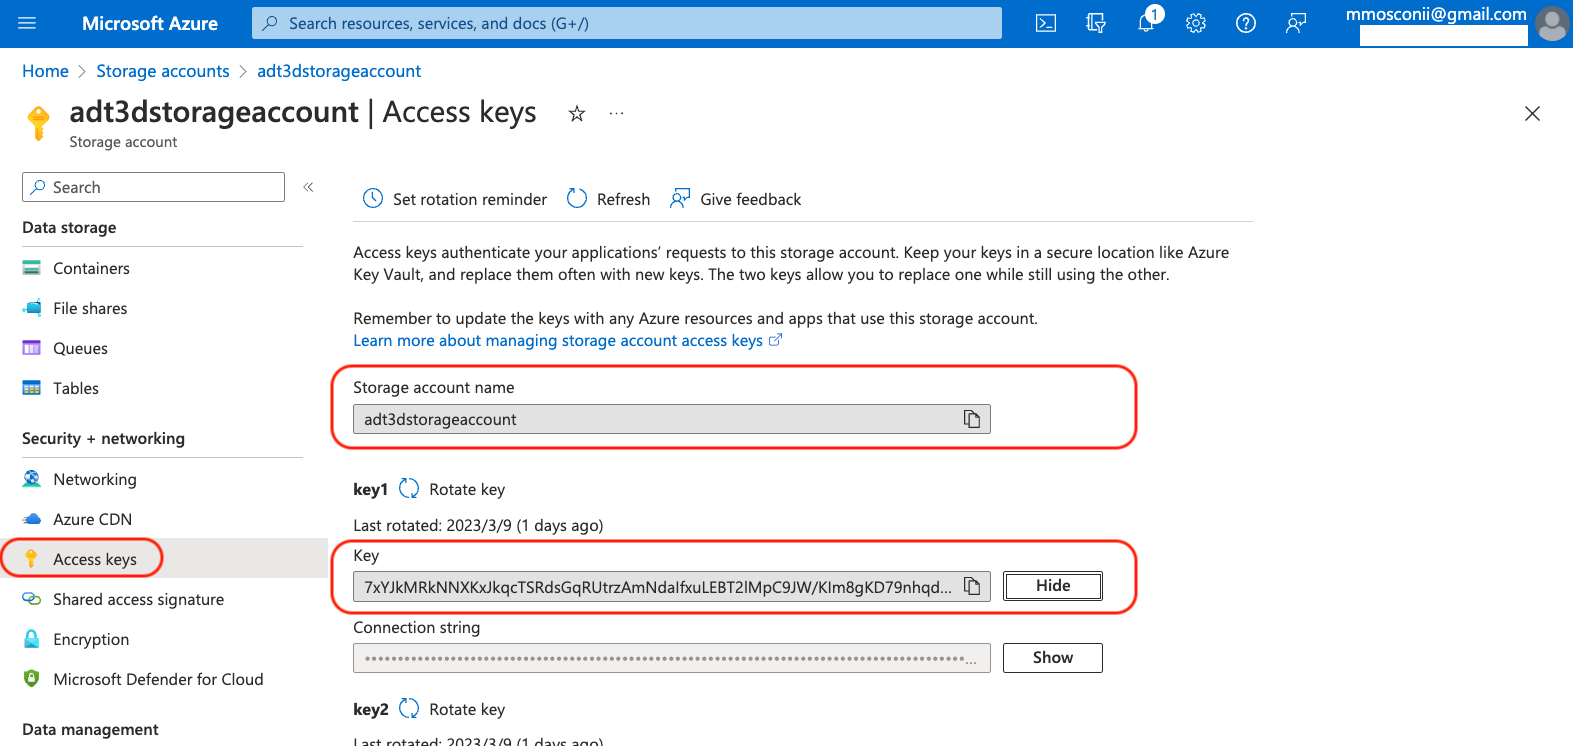 Microsoft Azure
Search resources, services, and docs (G+/)
1
mmosconii@gmail.com
Home > Storage accounts > adt3dstorageaccount
adt3dstorageaccount | Access keys
...
Storage account
Search
«
Data storage
Containers
File shares
Queues
Tables
Security + networking
Networking
Azure CDN
Access keys
Shared access signature
Encryption
Microsoft Defender for Cloud
Data management
Set rotation reminder
Refresh
Give feedback
Access keys authenticate your applications’ requests to this storage account. Keep your keys in a secure location like Azure
Key Vault, and replace them often with new keys. The two keys allow you to replace one while still using the other.
Remember to update the keys with any Azure resources and apps that use this storage account.
Learn more about managing storage account access keys
Storage account name
adt3dstorageaccount
key1
Rotate key
Last rotated: 2023/3/9 (1 days ago)
Key
Hide
Connection string
Show
key2
Rotate key
Last rotated: 2023/3/9 (1 days ago)